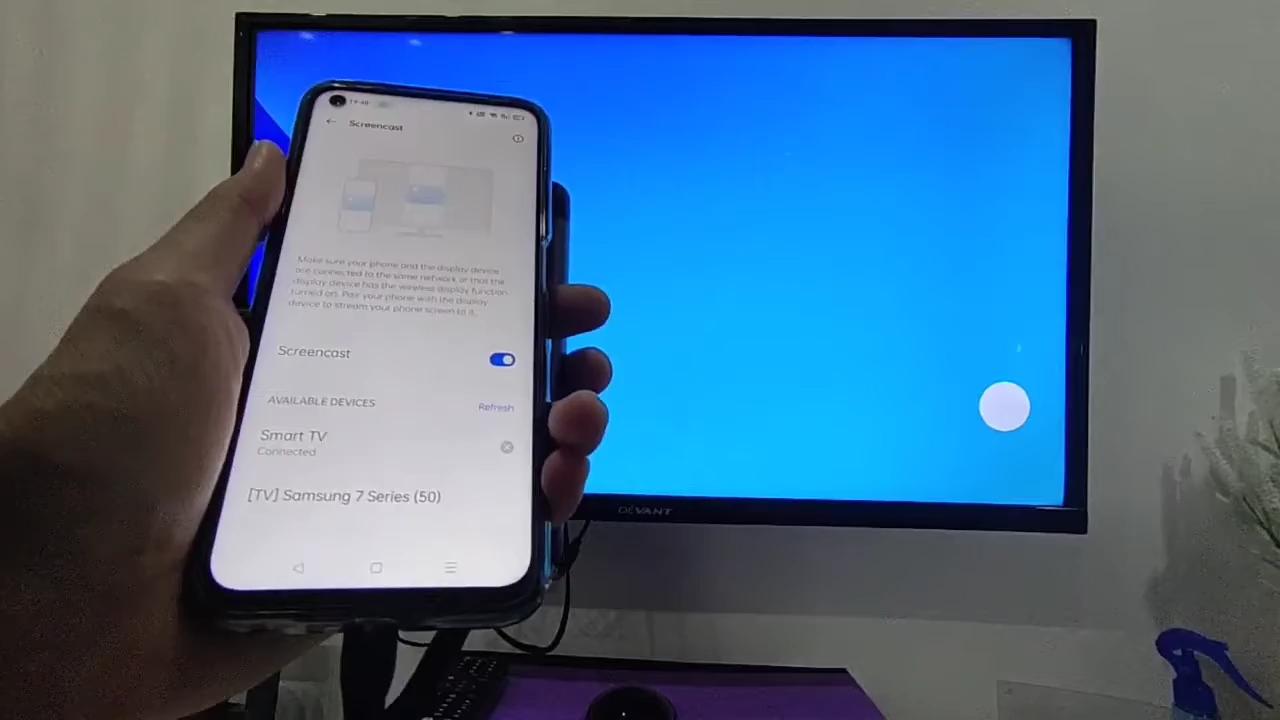 19:48
Screencast
Make sure your phone and the display device
are connected to the same network or that the
display device has the wireless display function
turned on. Pair your phone with the display
device to stream your phone screen to it.
Screencast
AVAILABLE DEVICES
Refresh
Smart TV
Connected
[TV] Samsung 7 Series (50)
DEVANT